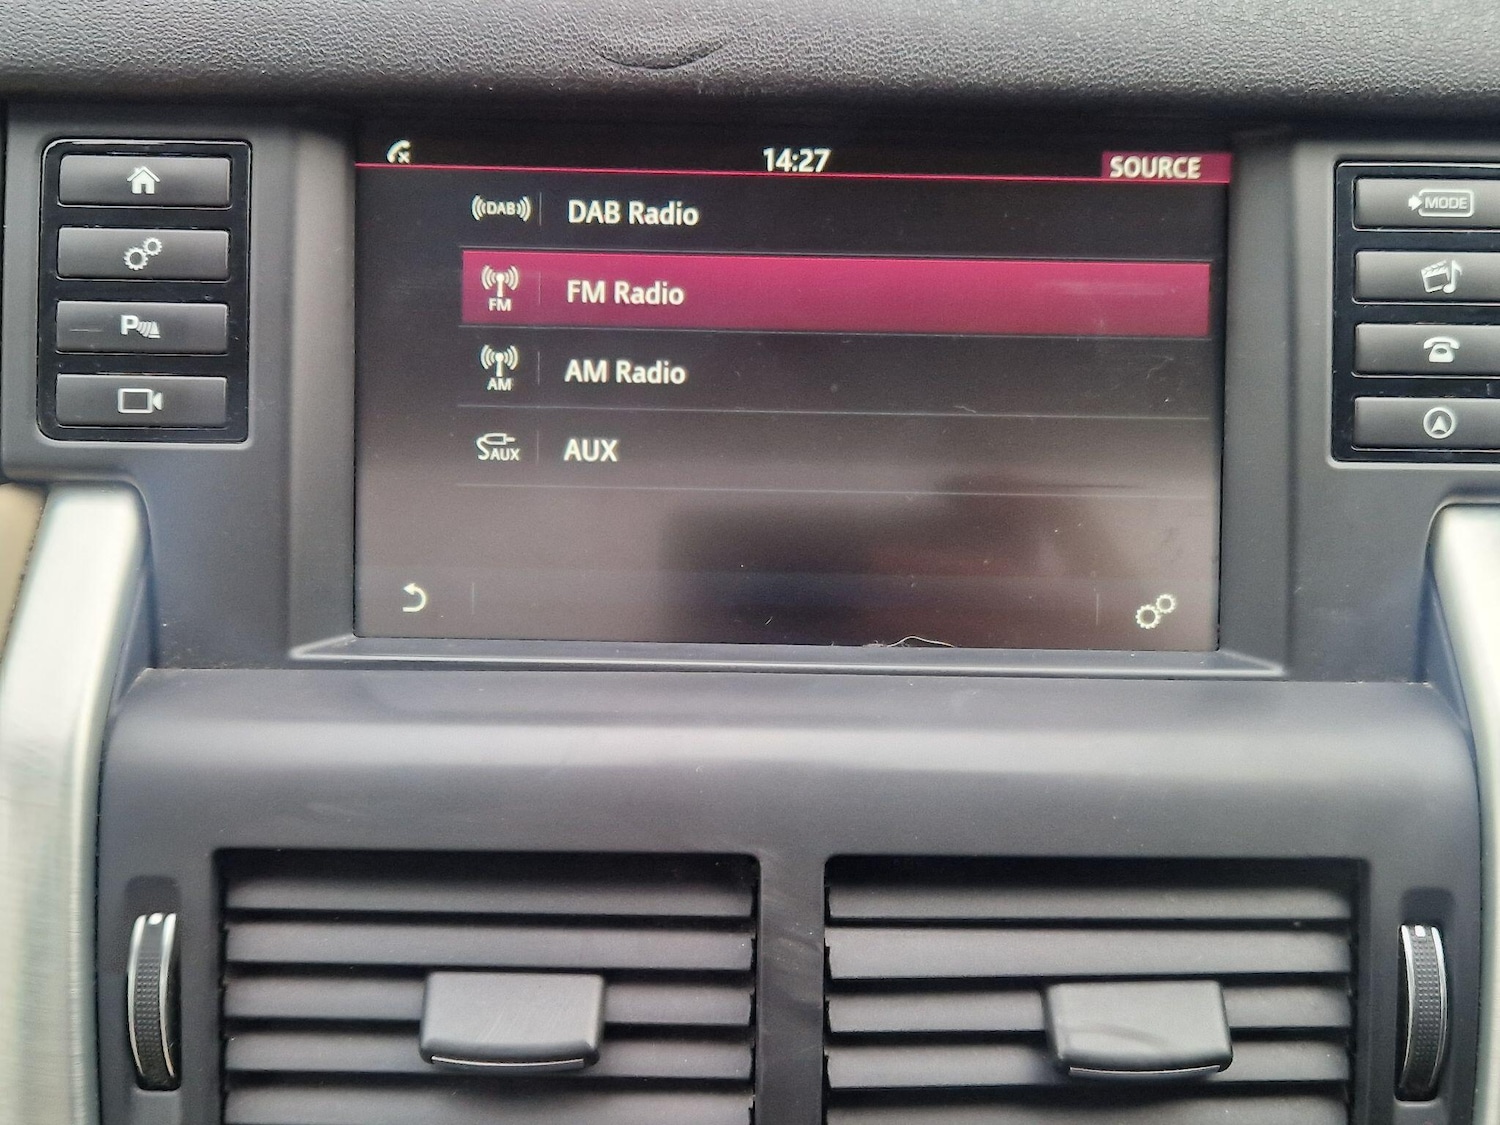 14:27
SOURCE
DAB
DAB Radio
FM
FM Radio
AM
AM Radio
AUX
AUX
P
MODE